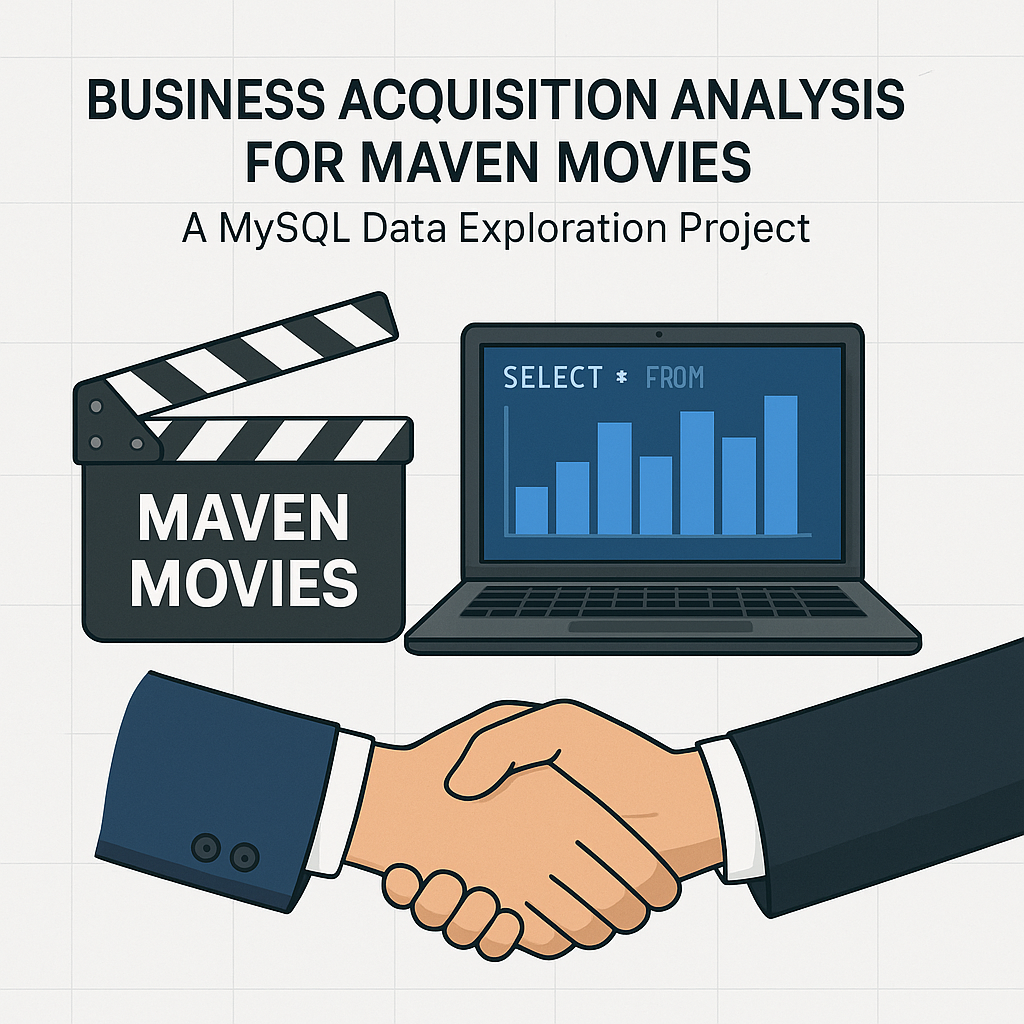 BUSINESS ACQUISITION ANALYSIS
FOR MAVEN MOVIES
A MySQL Data Exploration Project
SELECT * FROM
MAVEN
MOVIES